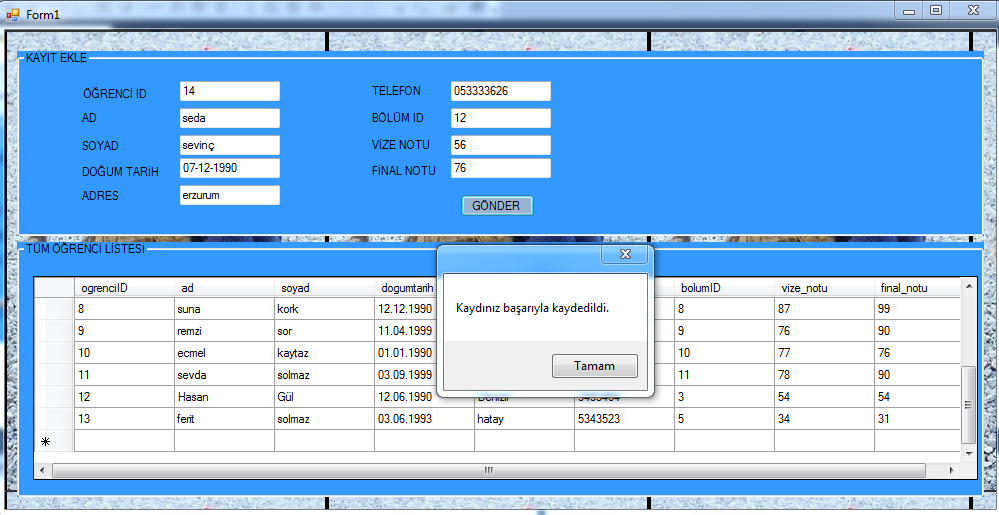 Form1
KAYIT EKLE
ÖĞRENCİ ID 14 TELEFON 053333626
AD seda BÖLÜM ID 12
SOYAD sevinç VİZE NOTU 56
DOĞUM TARİH 07-12-1990 FİNAL NOTU 76
ADRES erzurum
GÖNDER
TÜM ÖĞRENCİ LİSTESİ
ogrenciID ad soyad dogumtarih bolumID vize_notu final_notu
8 suna kork 12.12.1990 8 87 99
9 remzi sor 11.04.1999 9 76 90
10 ecmel kaytaz 01.01.1990 10 77 76
11 sevda solmaz 03.09.1999 11 78 90
12 Hasan Gül 12.06.1990 3 54 54
13 ferit solmaz 03.06.1993 hatay 5343523 5 34 31
Kaydınız başarıyla kaydedildi.
Tamam